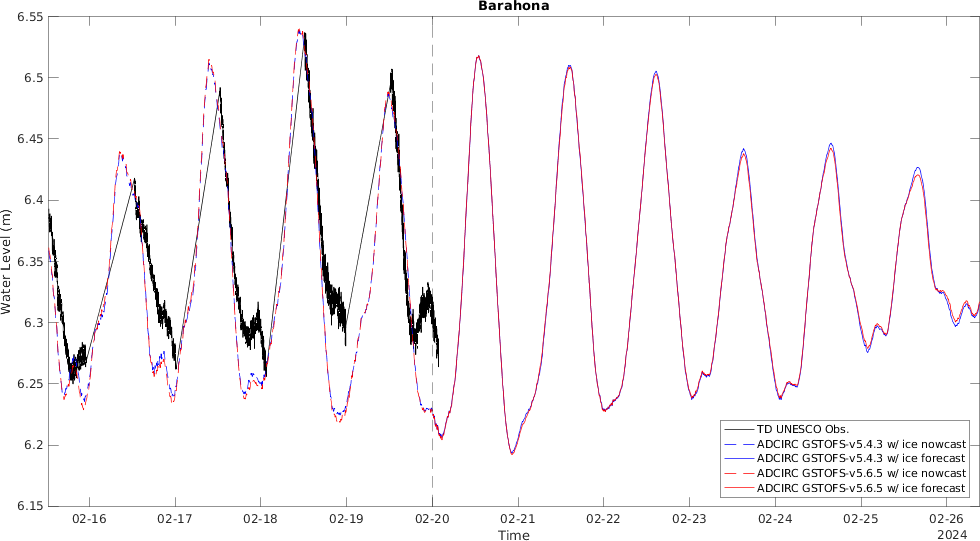 Barahona
6.55
6.5
6.45
6.4
6.35
6.3
6.25
6.2
6.15
Water Level (m)
TD UNESCO Obs.
ADCIRC GSTOFS-v5.4.3 w/ ice nowcast
ADCIRC GSTOFS-v5.4.3 w/ ice forecast
ADCIRC GSTOFS-v5.6.5 w/ ice nowcast
ADCIRC GSTOFS-v5.6.5 w/ ice forecast
02-16 02-17 02-18 02-19 02-20 02-21 02-22 02-23 02-24 02-25 02-26
Time
2024